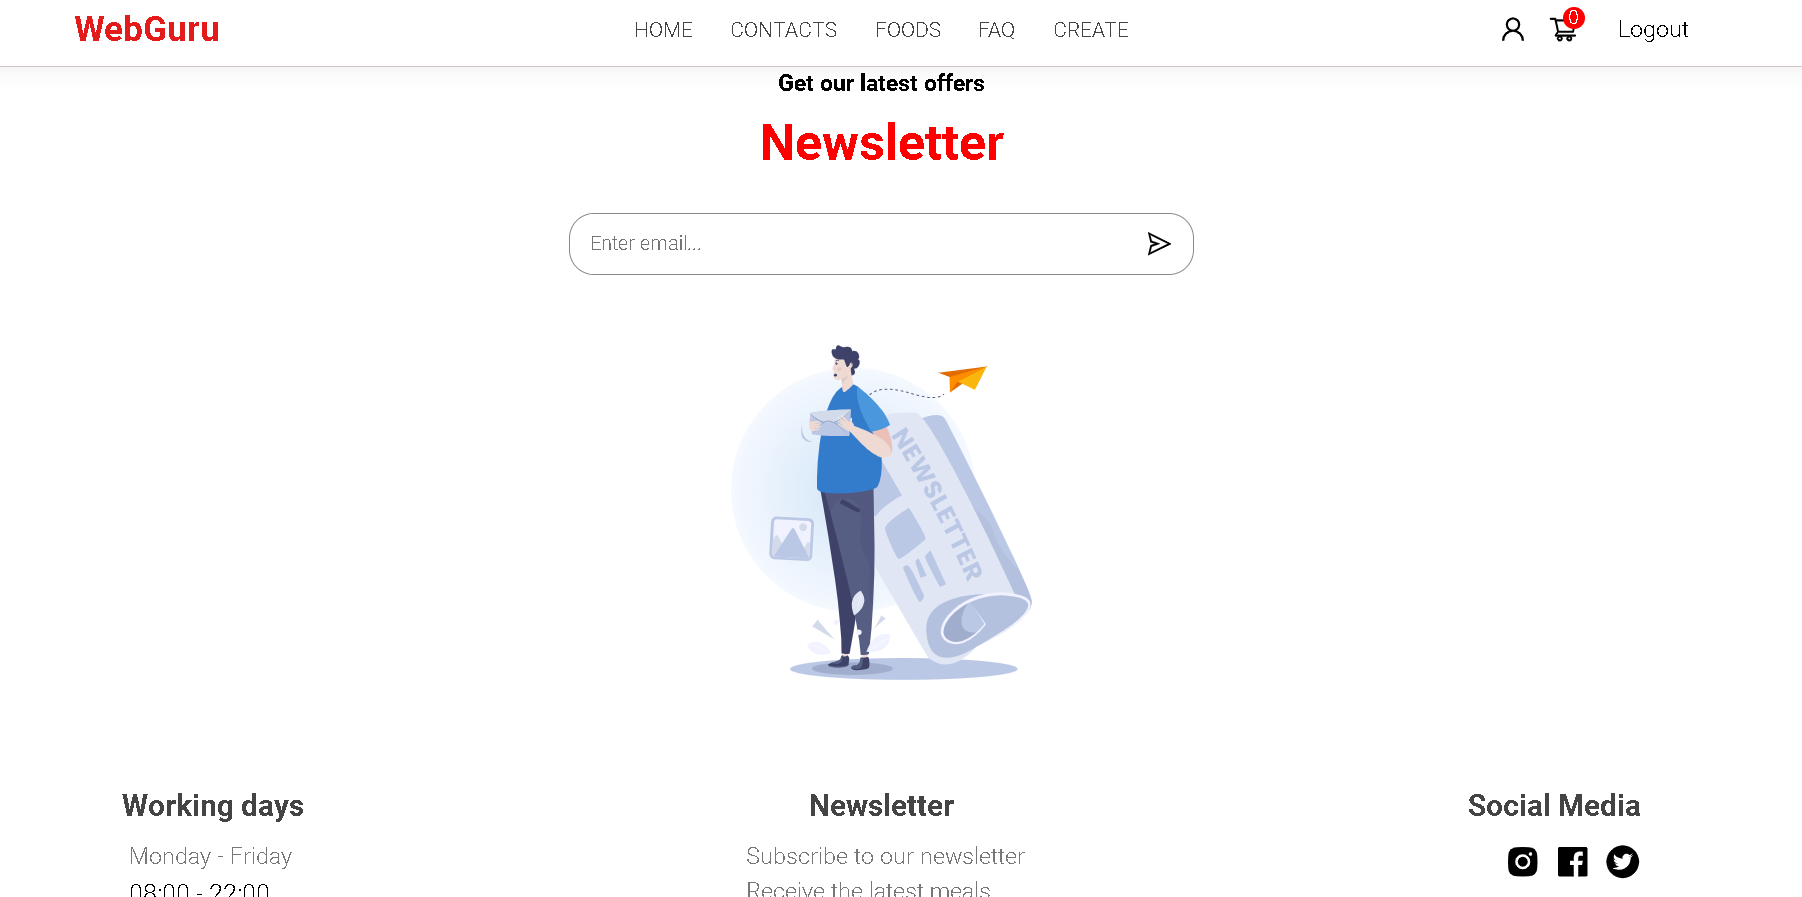 WebGuru
HOME CONTACTS FOODS FAQ CREATE
0
Logout
Get our latest offers
Newsletter
Enter email...
NEWSLETTER
Working days
Monday - Friday
08:00 - 22:00
Newsletter
Subscribe to our newsletter
Receive the latest meals
Social Media